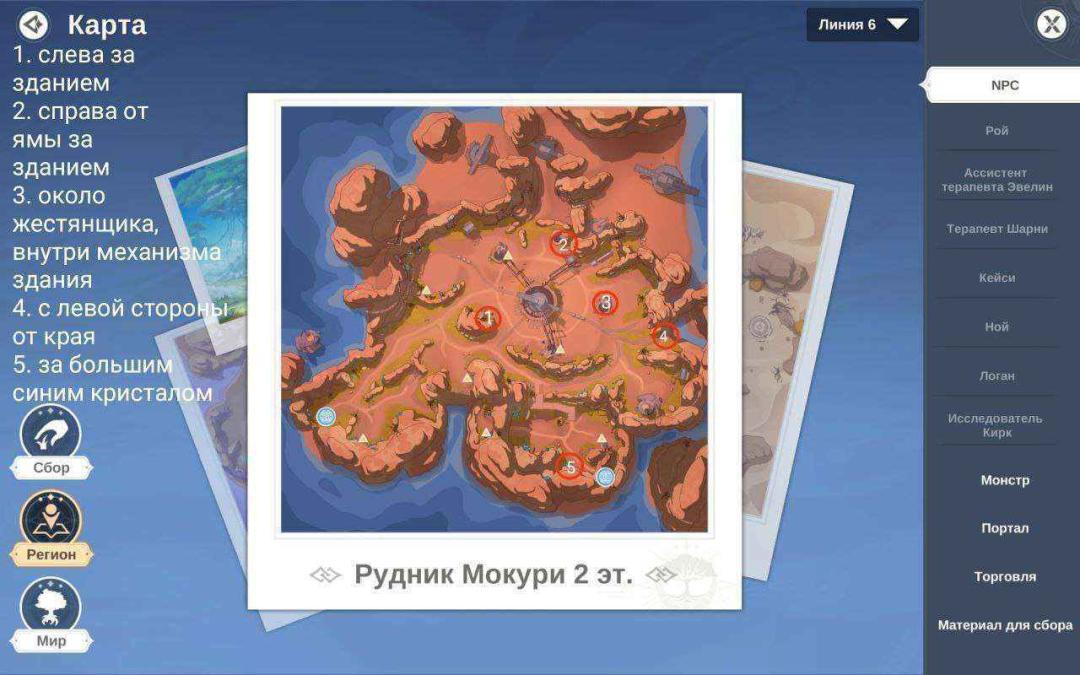 Карта
Линия 6
1. слева за
зданием
2. справа от
ямы за
зданием
3. около
жестянщика,
внутри механизма
здания
4. с левой стороны
от края
5. за большим
синим кристалом
Сбор
Регион
Мир
1
2
3
4
5
Рудник Мокури 2 эт.
NPC
Рой
Ассистент
терапевта Эвелин
Терапевт Шарни
Кейси
Ной
Логан
Исследователь
Кирк
Монстр
Портал
Торговля
Материал для сбора